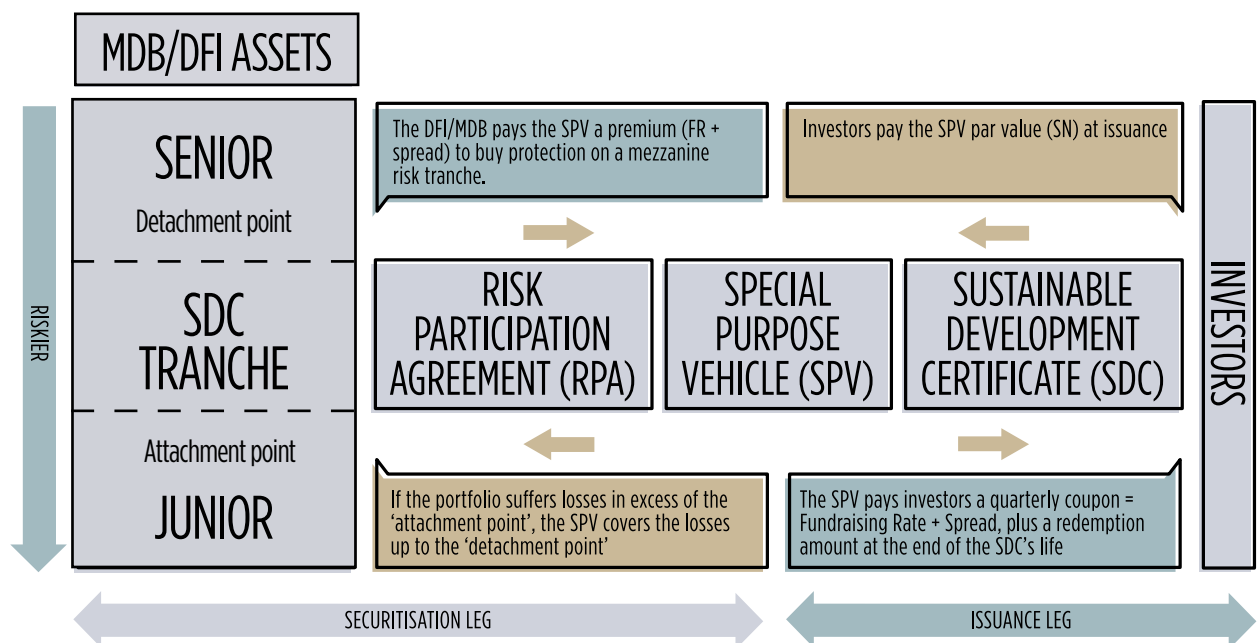 MDB/DFI ASSETS
SENIOR
Detachment point
SDC
TRANCHE
Attachment point
JUNIOR
RISKIER
The DFI/MDB pays the SPV a premium (FR +
spread) to buy protection on a mezzanine
risk tranche.
Investors pay the SPV par value (SN) at issuance
RISK
PARTICIPATION
AGREEMENT (RPA)
SPECIAL
PURPOSE
VEHICLE (SPV)
SUSTAINABLE
DEVELOPMENT
CERTIFICATE (SDC)
INVESTORS
If the portfolio suffers losses in excess of the
‘attachment point’, the SPV covers the losses
up to the ‘detachment point’
The SPV pays investors a quarterly coupon =
Fundraising Rate + Spread, plus a redemption
amount at the end of the SDC’s life
SECURITISATION LEG
ISSUANCE LEG